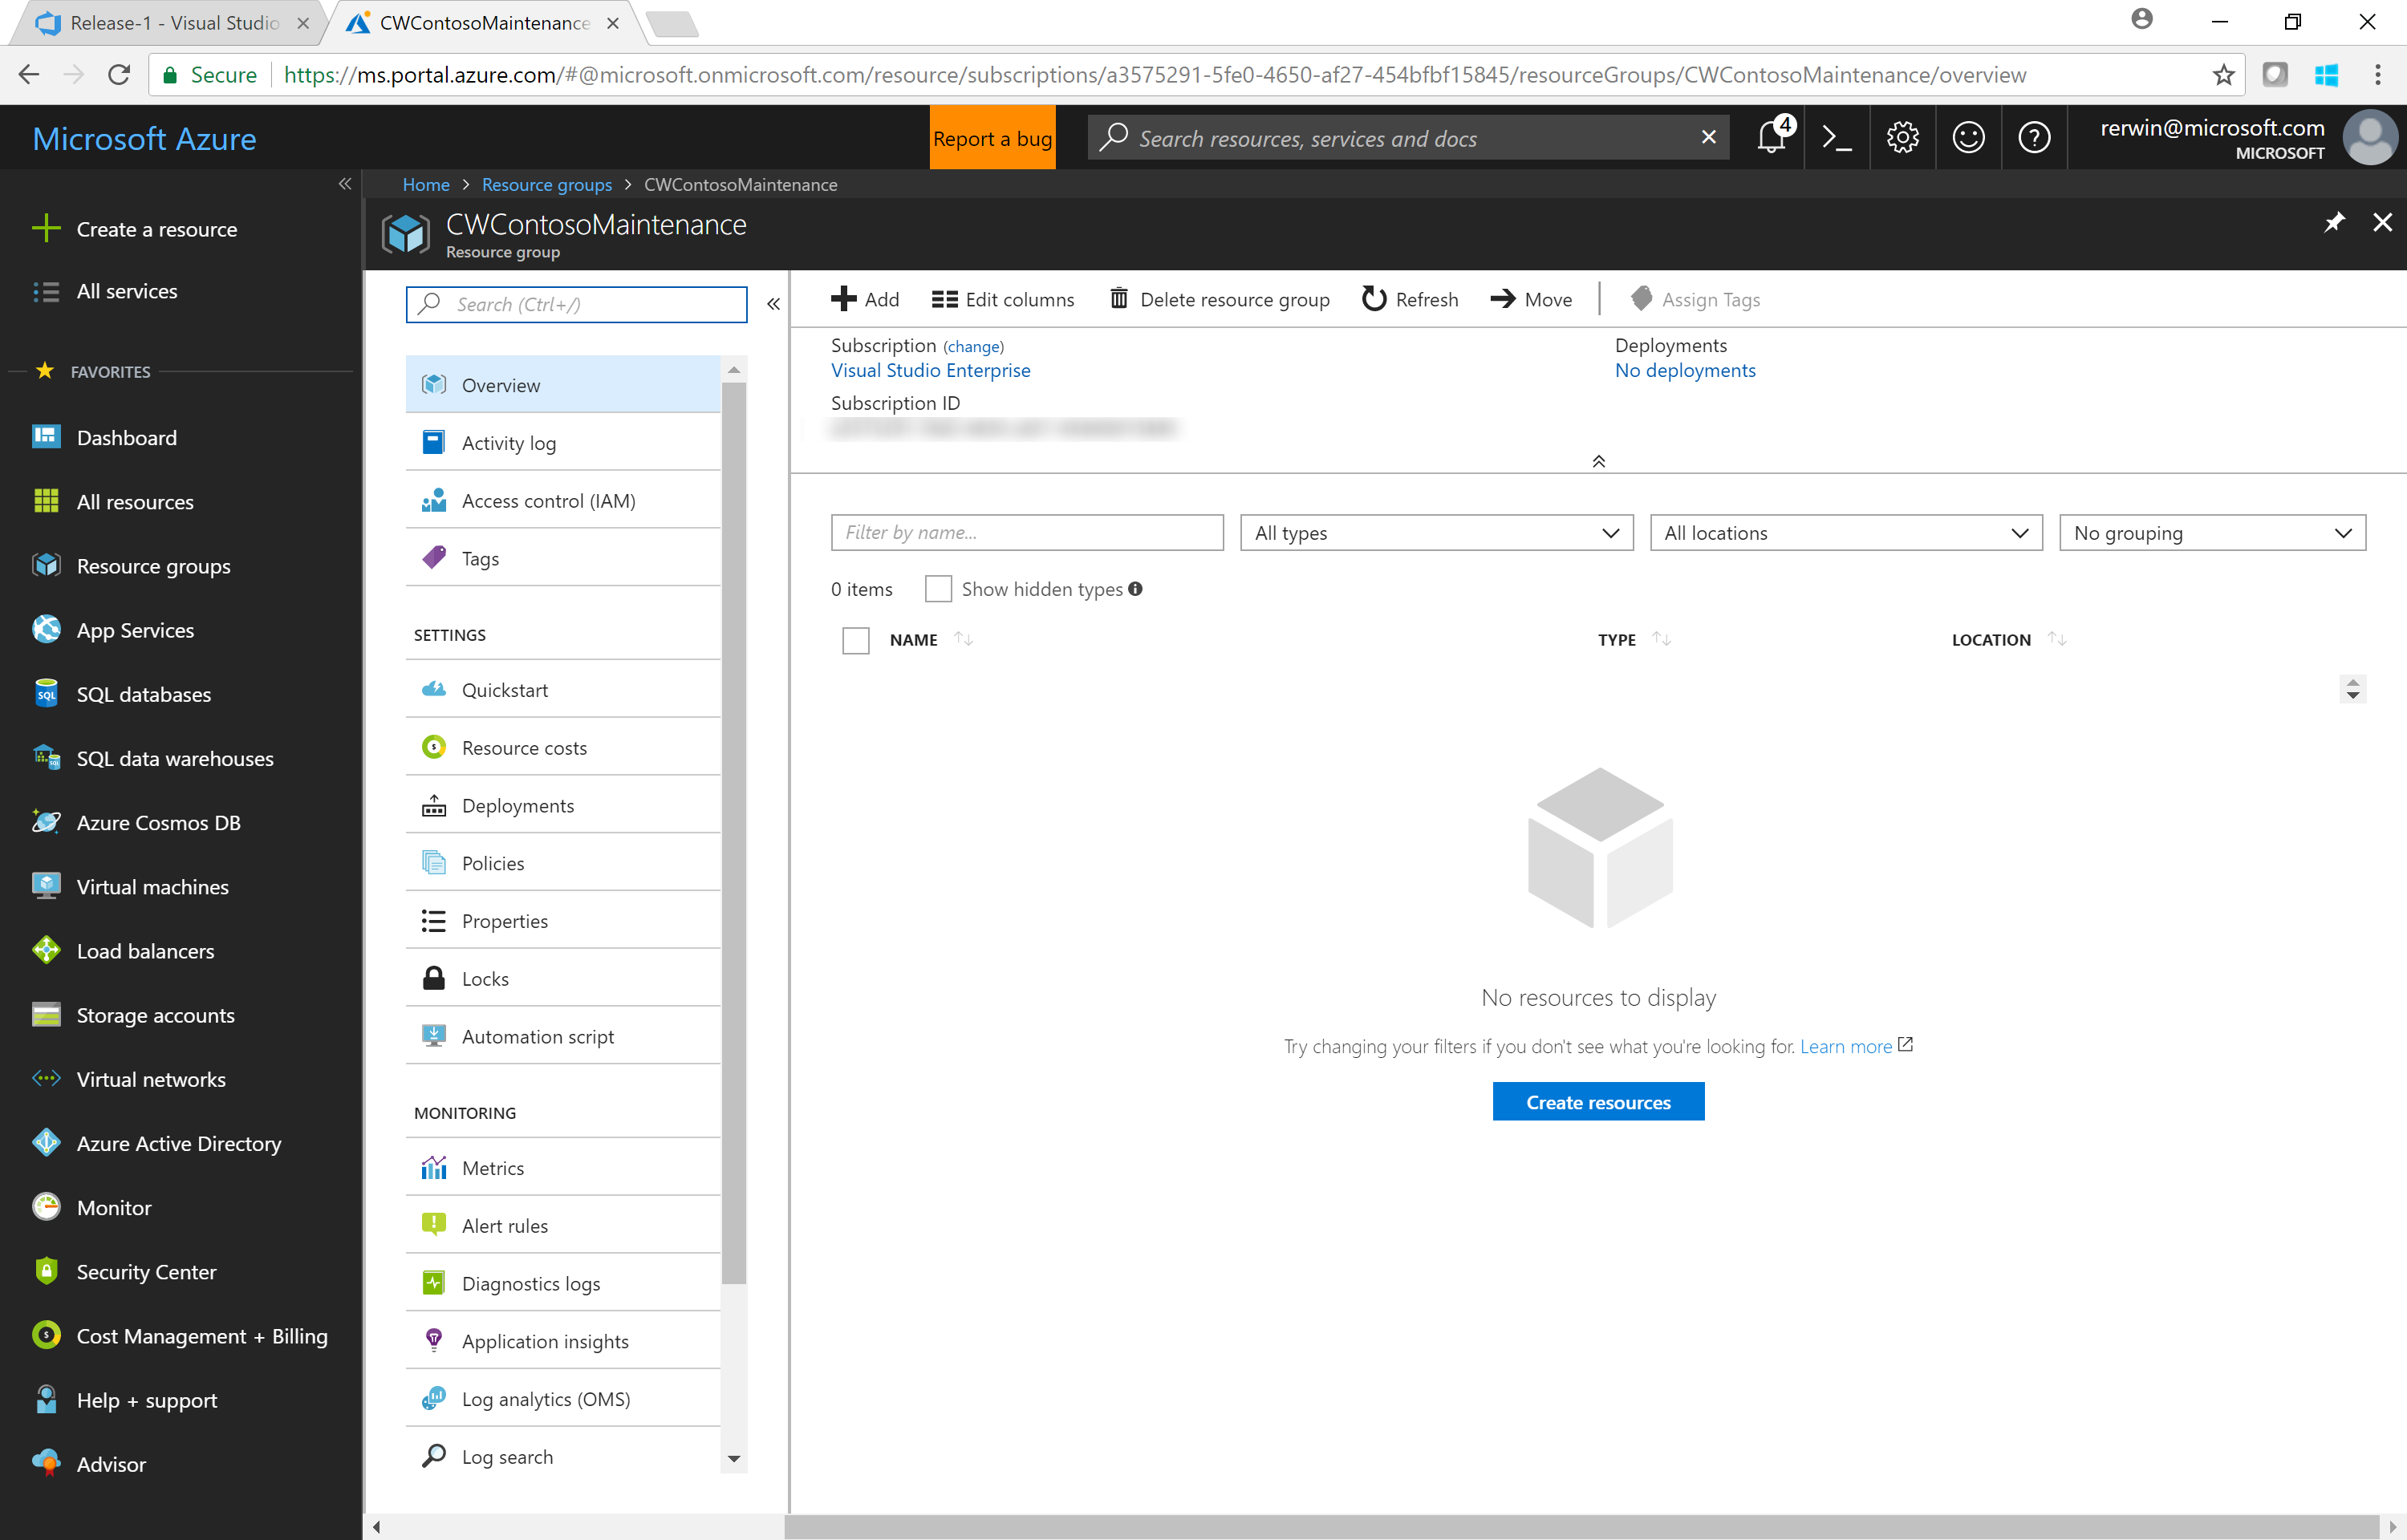 Release-1 - Visual Studio
CWContosoMaintenance
Secure
https://ms.portal.azure.com/#@microsoft.onmicrosoft.com/resource/subscriptions/a3575291-5fe0-4650-af27-454bfbf15845/resourceGroups/CWContosoMaintenance/overview
Microsoft Azure
Report a bug
Search resources, services and docs
4
rerwin@microsoft.com
MICROSOFT
Home > Resource groups > CWContosoMaintenance
CWContosoMaintenance
Resource group
Create a resource
All services
FAVORITES
Dashboard
All resources
Resource groups
App Services
SQL databases
SQL data warehouses
Azure Cosmos DB
Virtual machines
Load balancers
Storage accounts
Virtual networks
Azure Active Directory
Monitor
Security Center
Cost Management + Billing
Help + support
Advisor
Search (Ctrl+/)
Overview
Activity log
Access control (IAM)
Tags
SETTINGS
Quickstart
Resource costs
Deployments
Policies
Properties
Locks
Automation script
MONITORING
Metrics
Alert rules
Diagnostics logs
Application insights
Log analytics (OMS)
Log search
Add
Edit columns
Delete resource group
Refresh
Move
Assign Tags
Subscription (change)
Visual Studio Enterprise
Subscription ID
Deployments
No deployments
Filter by name...
All types
All locations
No grouping
0 items
Show hidden types
NAME
TYPE
LOCATION
No resources to display
Try changing your filters if you don't see what you're looking for. Learn more
Create resources